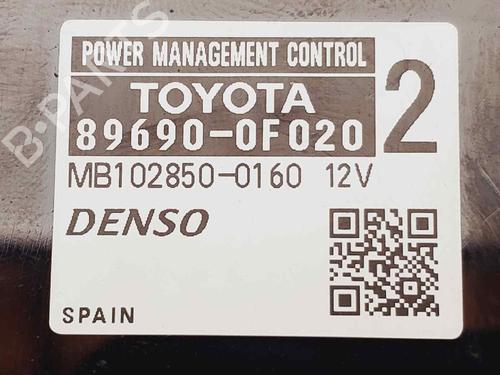 POWER MANAGEMENT CONTROL
TOYOTA
89690-0F020
2
MB102850-0160 12V
DENSO
SPAIN
B-PARTS